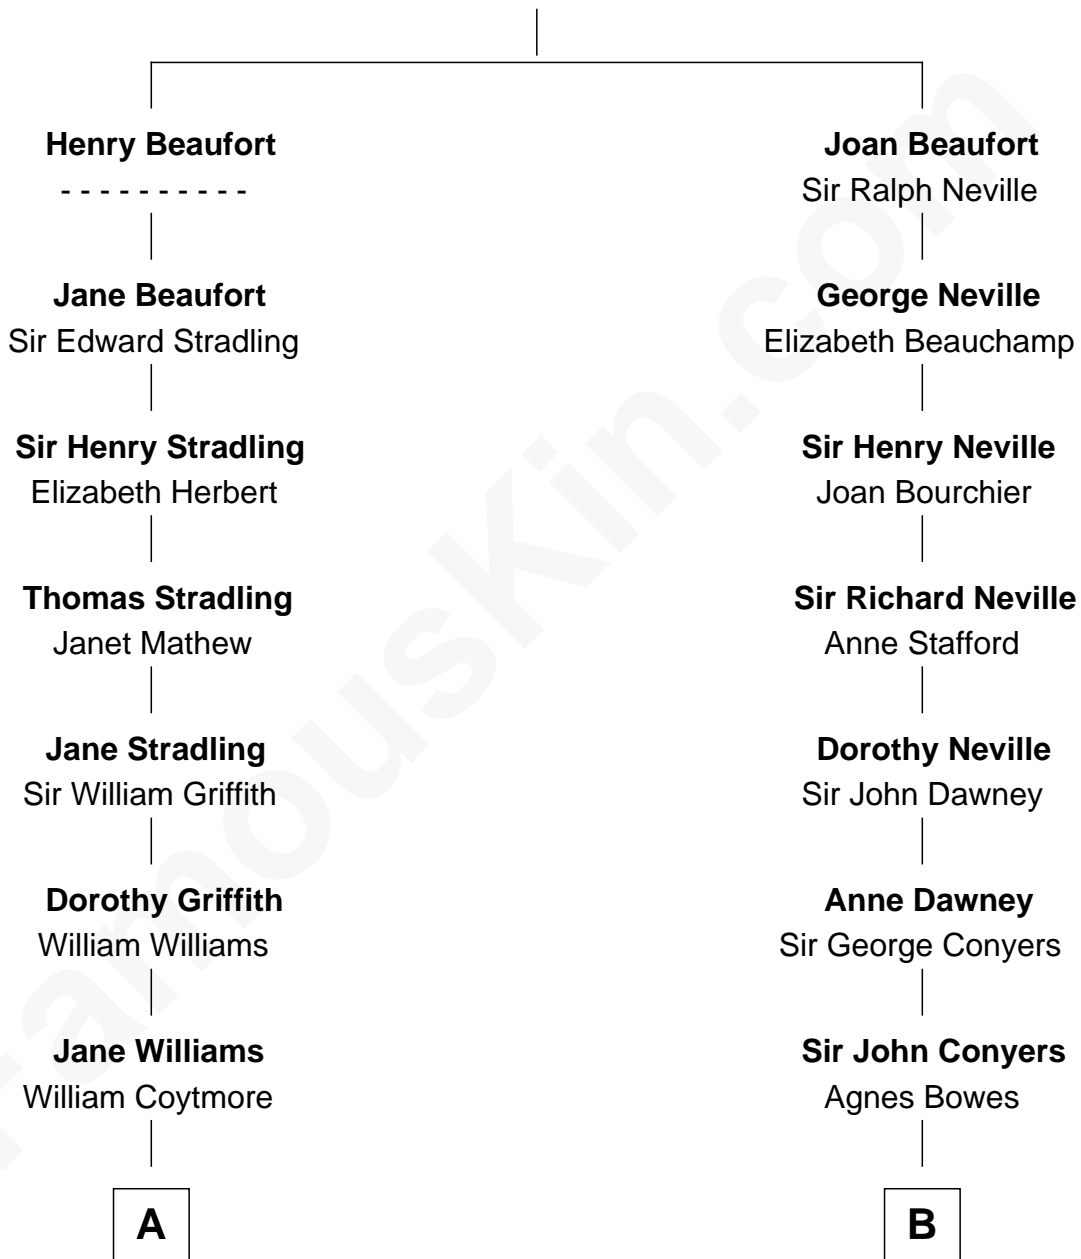 Henry Beaufort
- - - - - - - - - -
Jane Beaufort
Sir Edward Stradling
Sir Henry Stradling
Elizabeth Herbert
Thomas Stradling
Janet Mathew
Jane Stradling
Sir William Griffith
Dorothy Griffith
William Williams
Jane Williams
William Coytmore
A
Joan Beaufort
Sir Ralph Neville
George Neville
Elizabeth Beauchamp
Sir Henry Neville
Joan Bourchier
Sir Richard Neville
Anne Stafford
Dorothy Neville
Sir John Dawney
Anne Dawney
Sir George Conyers
Sir John Conyers
Agnes Bowes
B
FamousKin.com